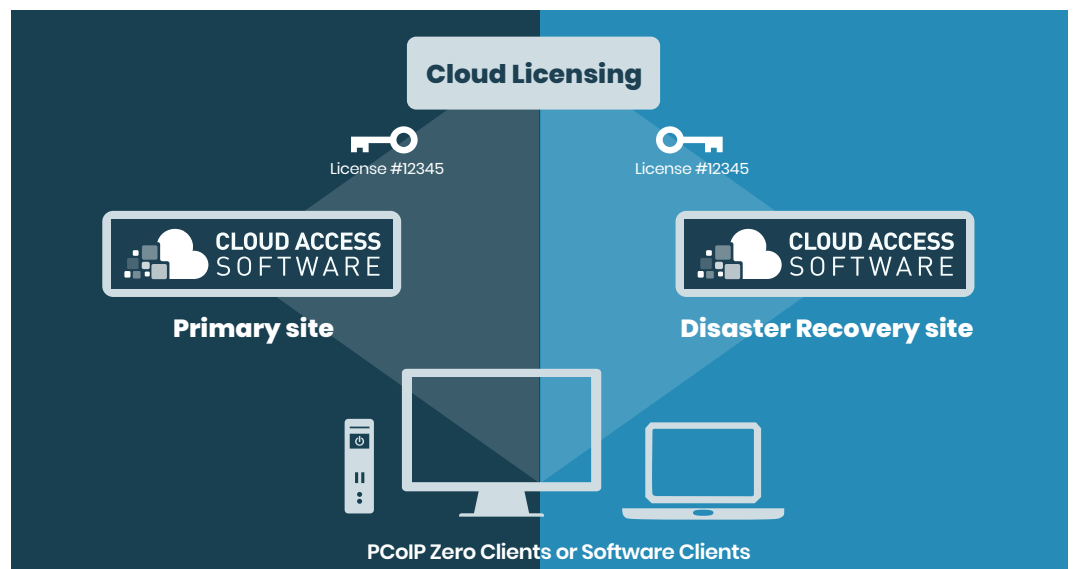 Cloud Licensing
License #12345
License #12345
CLOUD ACCESS
SOFTWARE
CLOUD ACCESS
SOFTWARE
Primary site
Disaster Recovery site
PCoIP Zero Clients or Software Clients